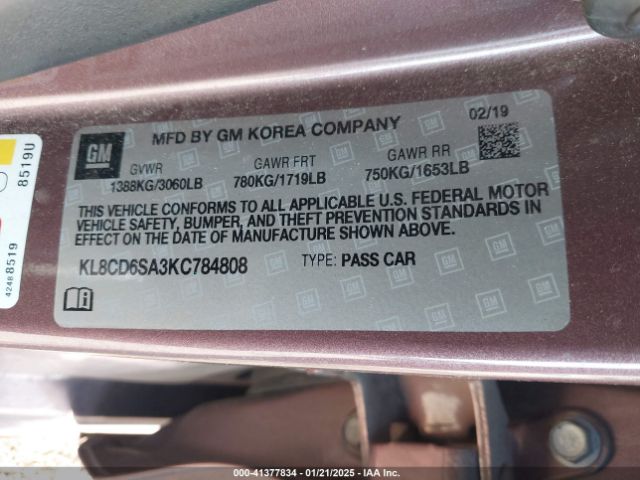 GM
MFD BY GM KOREA COMPANY
02/19
GVWR
1388KG/3060LB
GAWR FRT
780KG/1719LB
GAWR RR
750KG/1653LB
THIS VEHICLE CONFORMS TO ALL APPLICABLE U.S. FEDERAL MOTOR
VEHICLE SAFETY, BUMPER, AND THEFT PREVENTION STANDARDS IN
EFFECT ON THE DATE OF MANUFACTURE SHOWN ABOVE.
KL8CD6SA3KC784808
TYPE: PASS CAR
8519U
42488519
000-41377834 / 01/21/2025 / IAA Inc.